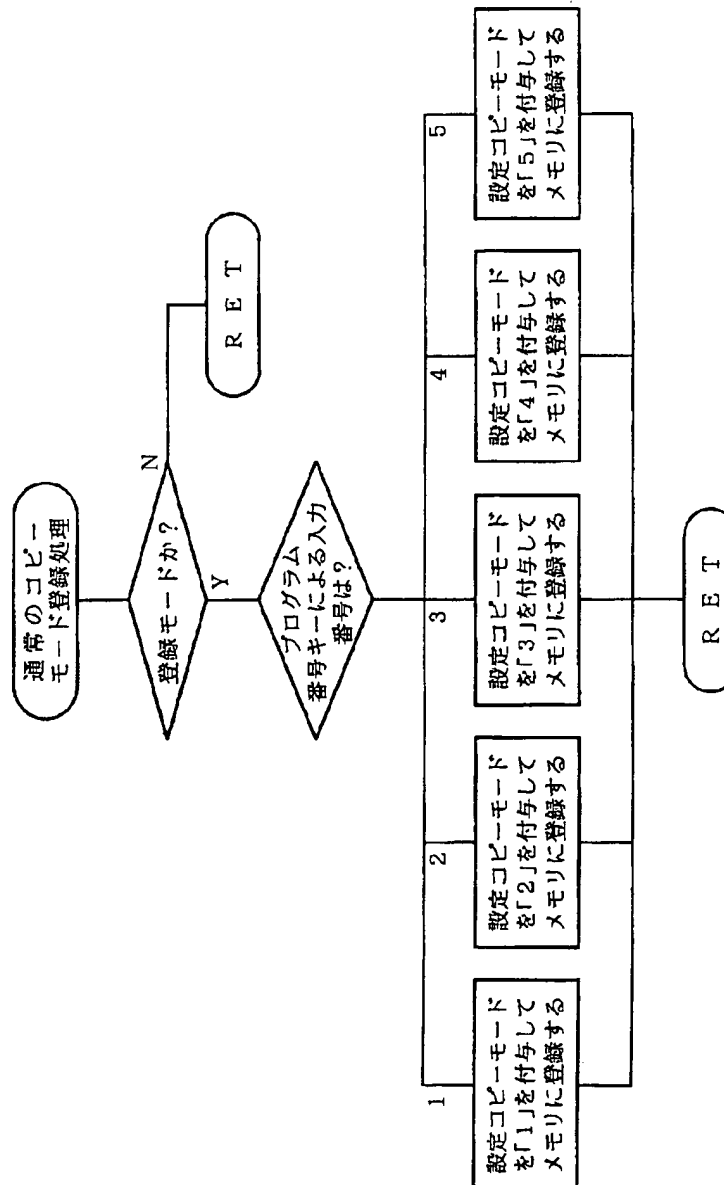 通常のコピー
モード登録処理
登録モードか?
N
R E T
Y
プログラム
番号キーによる入力
番号は?
1
2
3
4
5
設定コピーモード
を「1」を付与して
メモリに登録する
設定コピーモード
を「2」を付与して
メモリに登録する
設定コピーモード
を「3」を付与して
メモリに登録する
設定コピーモード
を「4」を付与して
メモリに登録する
設定コピーモード
を「5」を付与して
メモリに登録する
R E T